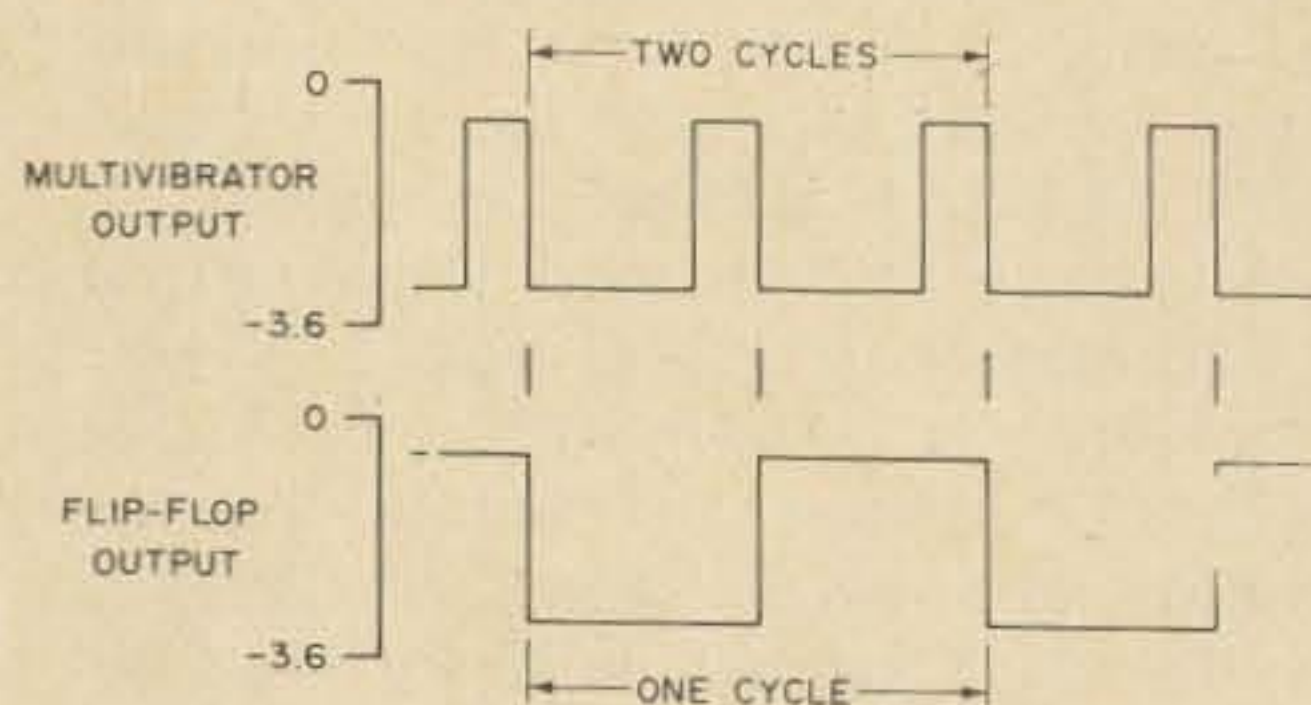 TWO CYCLES
0
MULTIVIBRATOR
OUTPUT
-3.6
0
FLIP-FLOP
OUTPUT
-3.6
ONE CYCLE